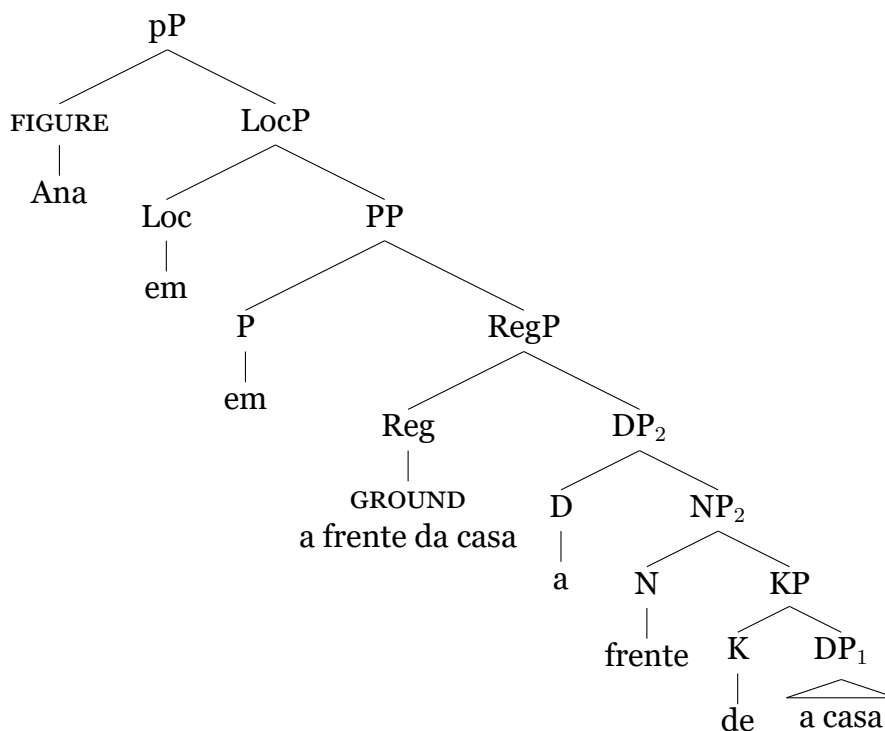 pP
FIGURE LocP
Ana
Loc PP
em
P RegP
em
Reg DP₂
GROUND D NP₂
a frente da casa
a N KP
frente K DP₁
de a casa